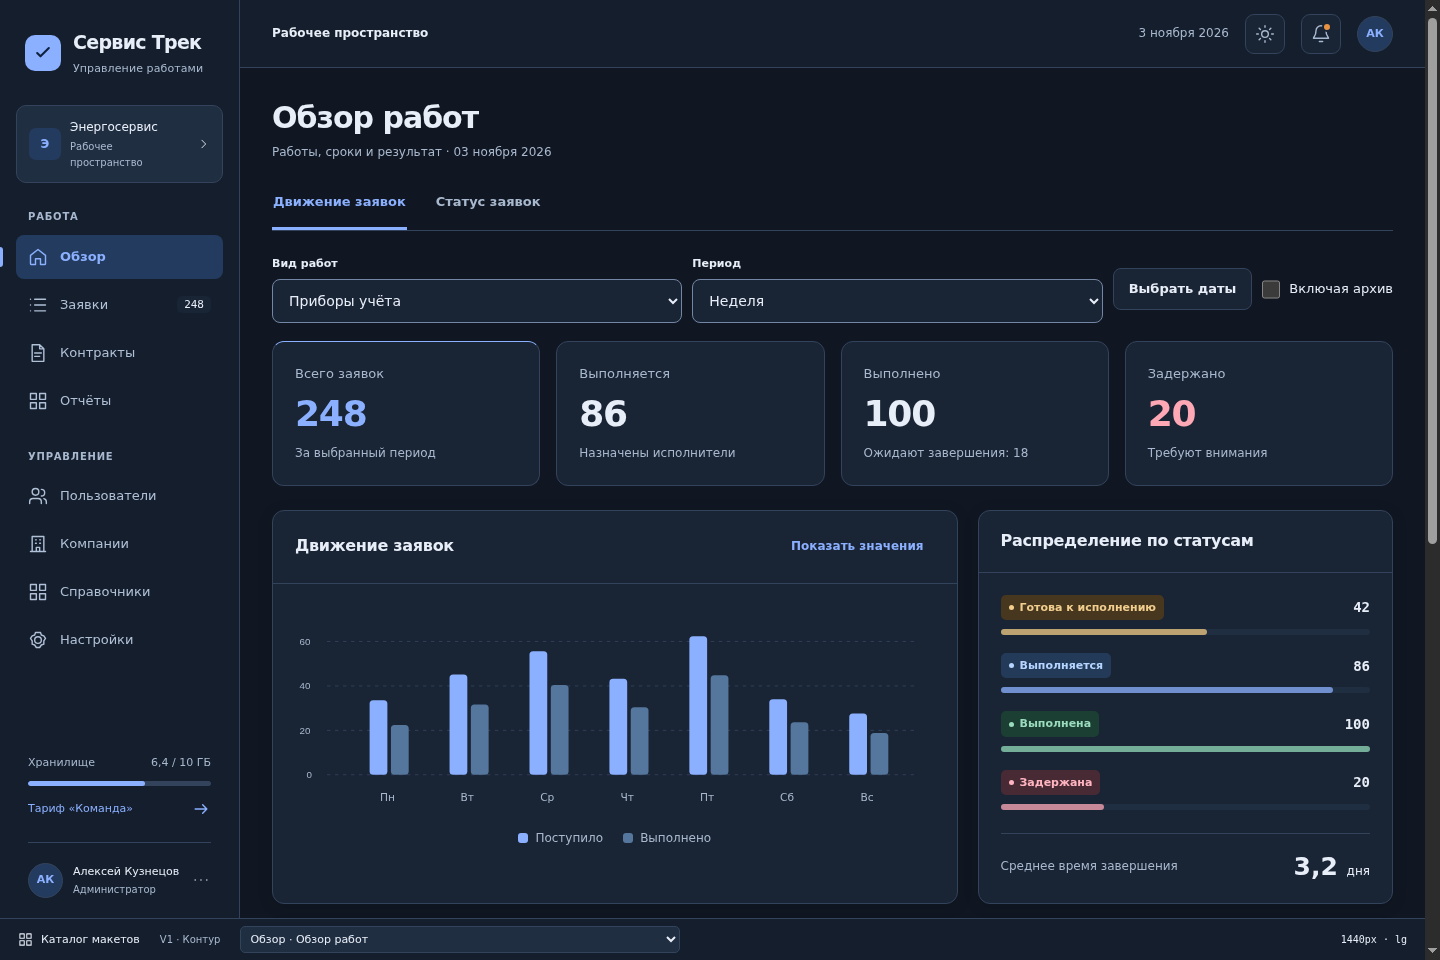 Сервис Трек
Управление работами
Э
Энергосервис
Рабочее
пространство
РАБОТА
Обзор
Заявки 248
Контракты
Отчёты
УПРАВЛЕНИЕ
Пользователи
Компании
Справочники
Настройки
Хранилище 6,4 / 10 ГБ
Тариф «Команда»
АК
Алексей Кузнецов
Администратор
Рабочее пространство
3 ноября 2026
АК
Обзор работ
Работы, сроки и результат · 03 ноября 2026
Движение заявок Статус заявок
Вид работ
Приборы учёта
Период
Неделя
Выбрать даты
Включая архив
Всего заявок
248
За выбранный период
Выполняется
86
Назначены исполнители
Выполнено
100
Ожидают завершения: 18
Задержано
20
Требуют внимания
Движение заявок
Показать значения
60
40
20
0
Пн Вт Ср Чт Пт Сб Вс
Поступило Выполнено
Распределение по статусам
Готова к исполнению 42
Выполняется 86
Выполнена 100
Задержана 20
Среднее время завершения 3,2 дня
Каталог макетов
V1 · Контур
Обзор · Обзор работ
1440px · lg